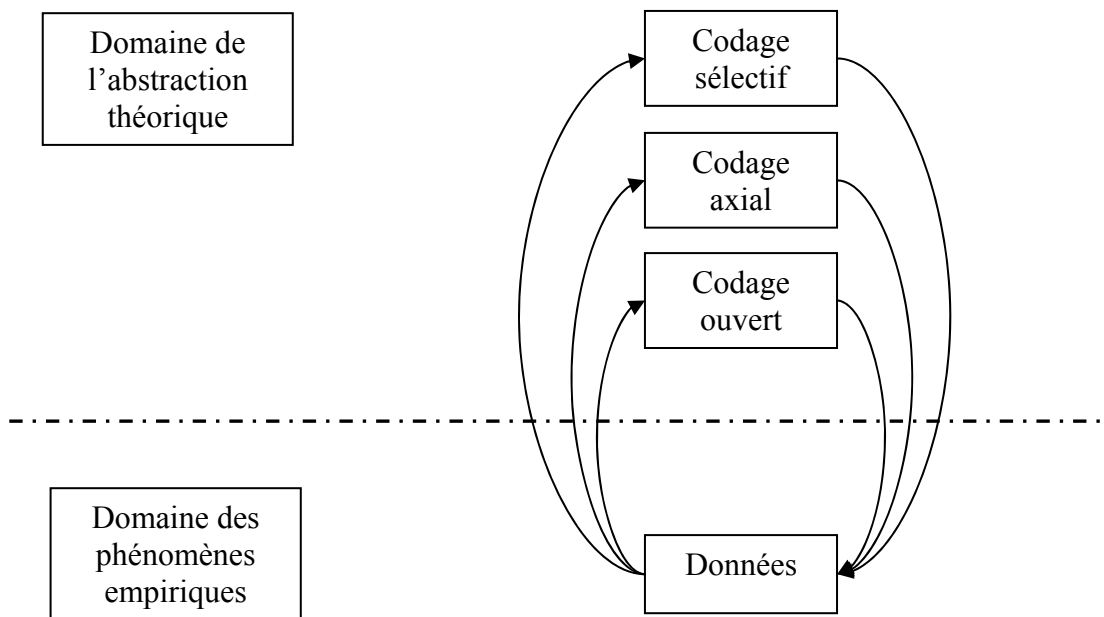 Domaine de
l’abstraction
théorique
Codage
sélectif
Codage
axial
Codage
ouvert
Domaine des
phénomènes
empiriques
Données